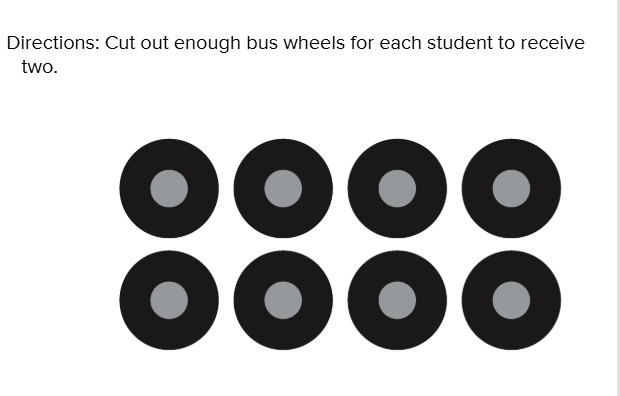 Directions: Cut out enough bus wheels for each student to receive
two.